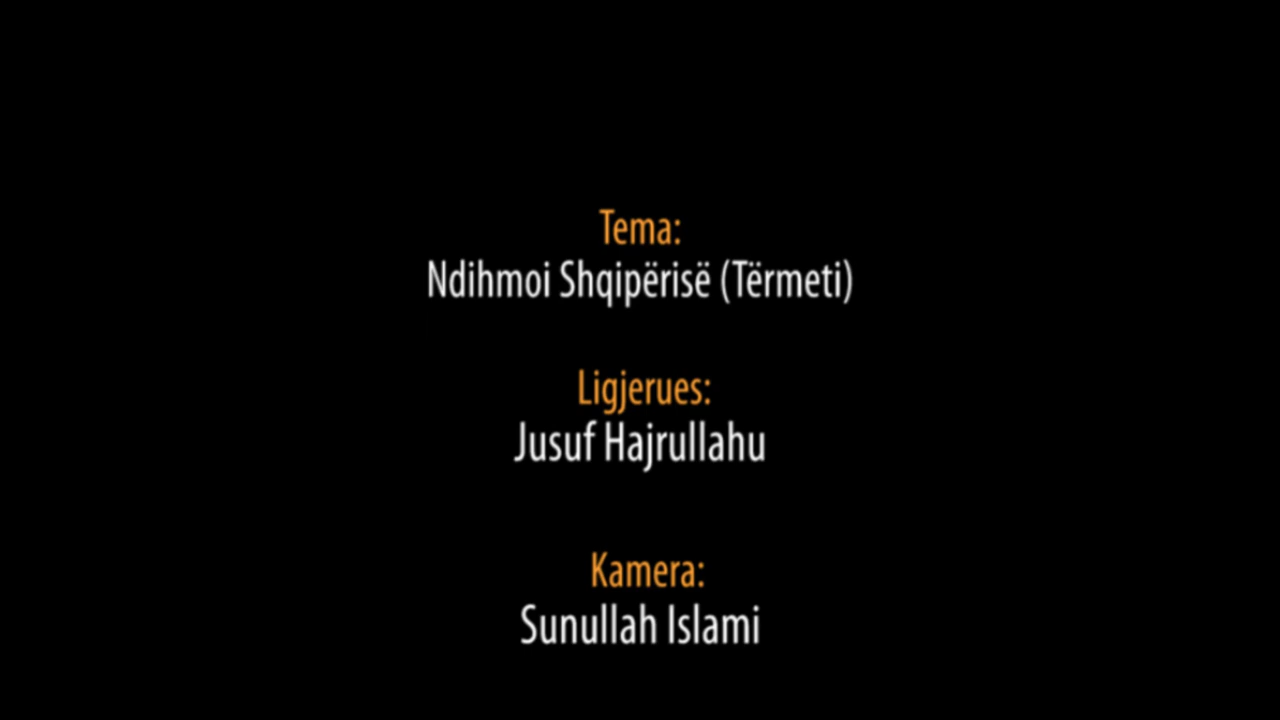 Tema:
Ndihmoi Shqipërisë (Tërmeti)
Ligjerues:
Jusuf Hajrullahu
Kamera:
Sunullah Islami